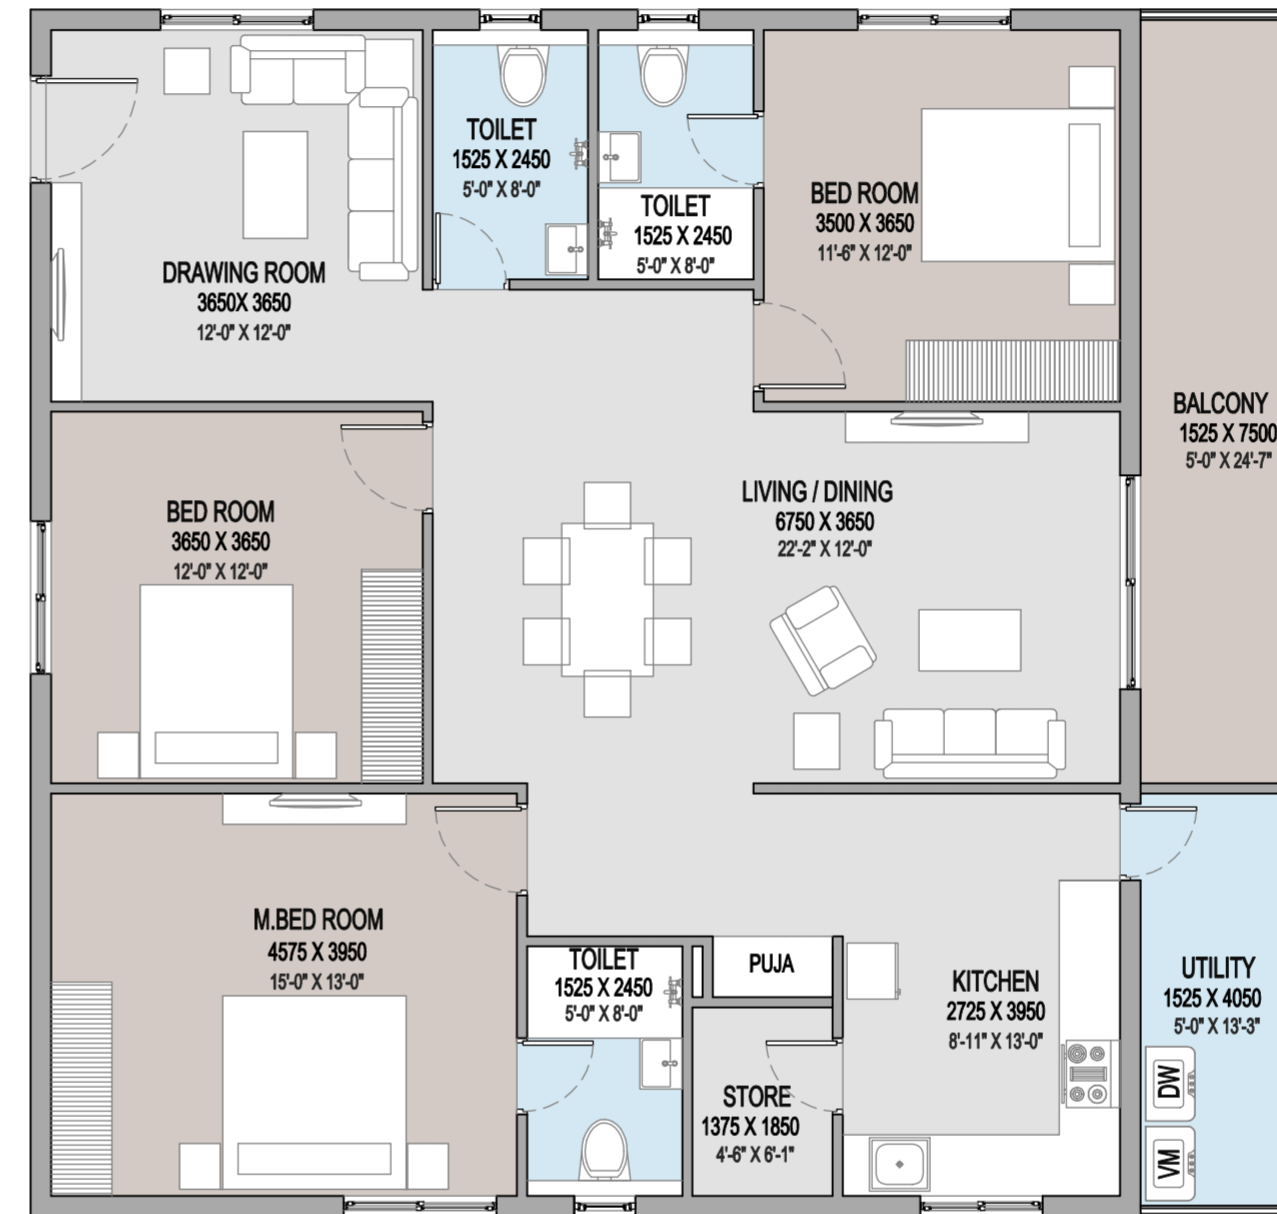 TOILET
1525 X 2450
5'-0" X 8'-0"
TOILET
1525 X 2450
5'-0" X 8'-0"
BED ROOM
3500 X 3650
11'-6" X 12'-0"
DRAWING ROOM
3650X 3650
12'-0" X 12'-0"
BALCONY
1525 X 7500
5'-0" X 24'-7"
BED ROOM
3650 X 3650
12'-0" X 12'-0"
LIVING / DINING
6750 X 3650
22'-2" X 12'-0"
M.BED ROOM
4575 X 3950
15'-0" X 13'-0"
TOILET
1525 X 2450
5'-0" X 8'-0"
PUJA
KITCHEN
2725 X 3950
8'-11" X 13'-0"
UTILITY
1525 X 4050
5'-0" X 13'-3"
STORE
1375 X 1850
4'-6" X 6'-1"
DW
VM